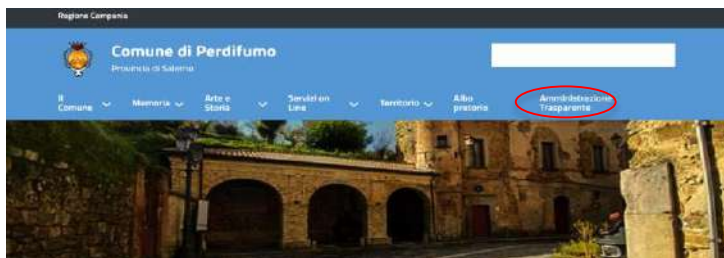 Regione Campania
Comune di Perdifumo
Provincia di Salerno
Il Comune
Memoria
Arte e Storia
Servizi on Line
Territorio
Albo pretorio
Amministrazione Trasparente